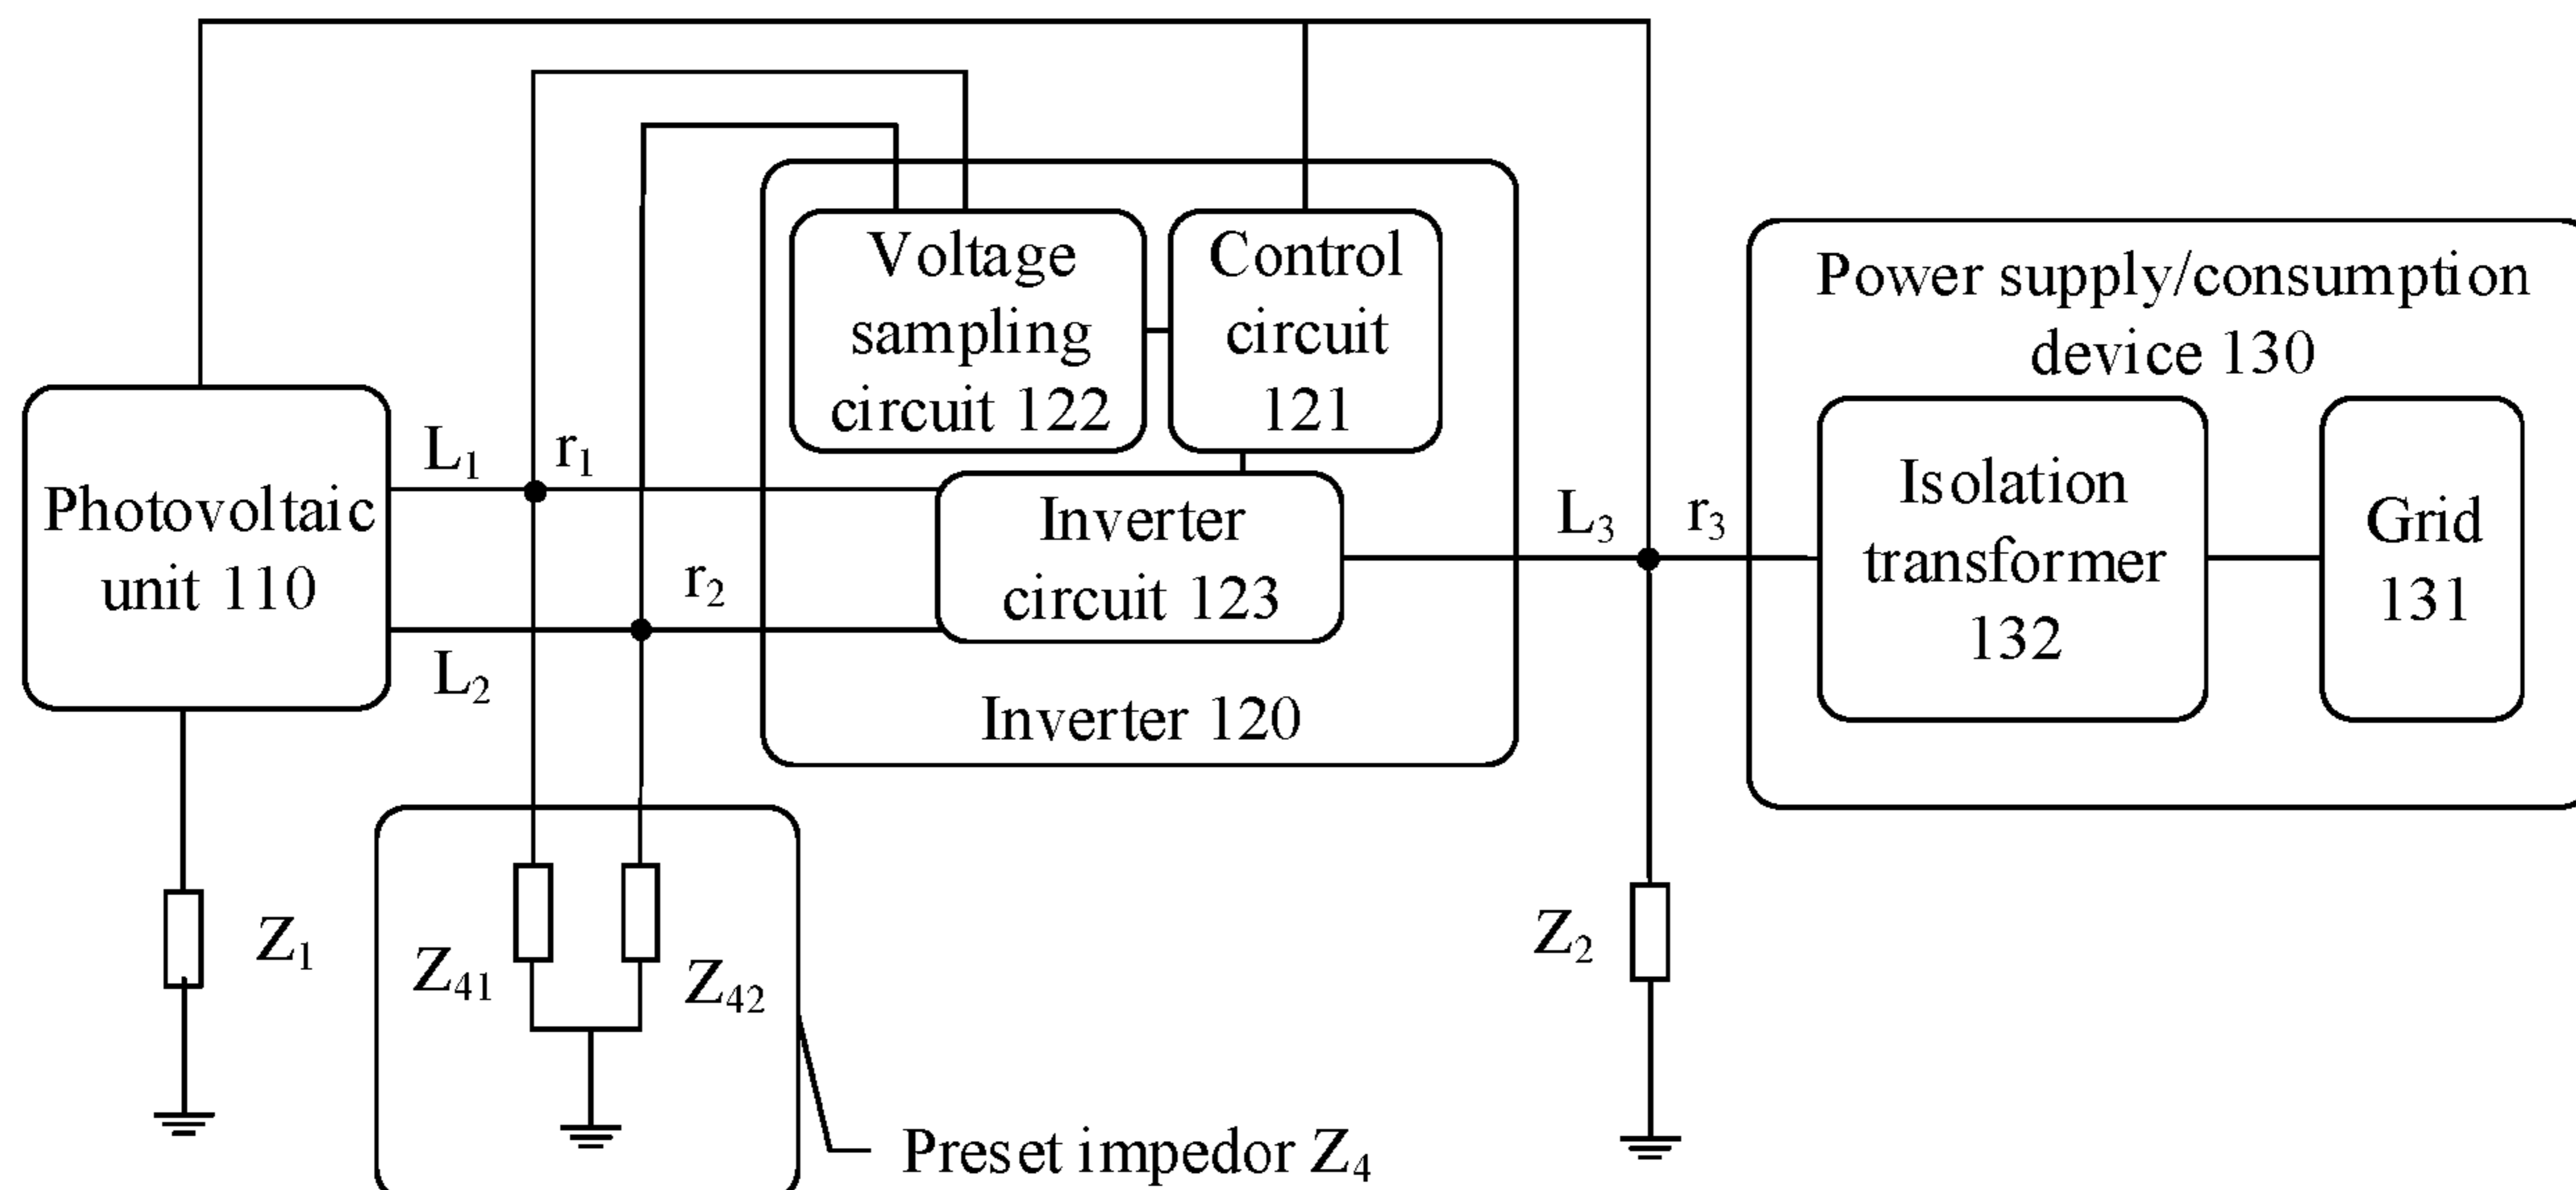 Voltage
sampling
circuit 122
Control
circuit
121
Power supply/consumption
device 130
Photovoltaic
unit 110
L1
r1
r2
L2
Inverter
circuit 123
Inverter 120
L3
r3
Isolation
transformer
132
Grid
131
Z1
Z41
Z42
Z2
Preset impedor Z4